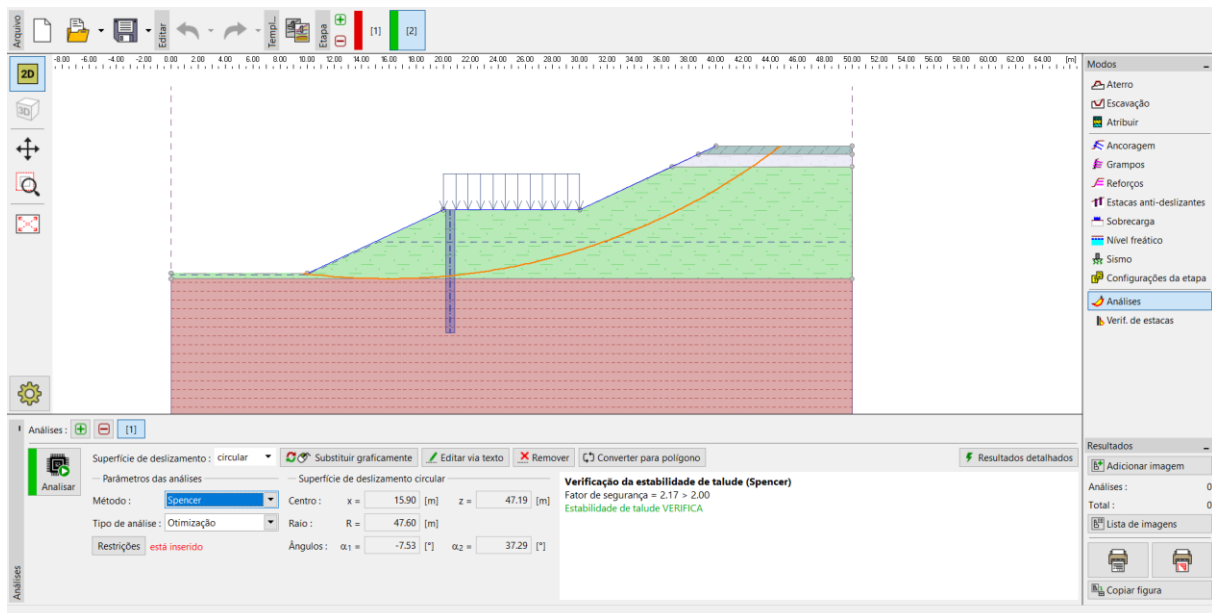 Arquivo
Editar
Templ...
Etapa
[1]
[2]
2D
3D
-8.00 -6.00 -4.00 -2.00 0.00 2.00 4.00 6.00 8.00 10.00 12.00 14.00 16.00 18.00 20.00 22.00 24.00 26.00 28.00 30.00 32.00 34.00 36.00 38.00 40.00 42.00 44.00 46.00 48.00 50.00 52.00 54.00 56.00 58.00 60.00 62.00 64.00 [m]
Modos
Aterro
Escavação
Atribuir
Ancoragem
Grampos
Reforços
Estacas anti-deslizantes
Sobrecarga
Nível freático
Sismo
Configurações da etapa
Análises
Verif. de estacas
Análises : [1]
Analisar
Superfície de deslizamento : circular
Substituir graficamente
Editar via texto
Remover
Converter para polígono
Resultados detalhados
Parâmetros das análises
Método : Spencer
Tipo de análise : Otimização
Restrições está inserido
Superfície de deslizamento circular
Centro : x = 15.90 [m] z = 47.19 [m]
Raio : R = 47.60 [m]
Ângulos : α1 = -7.53 [°] α2 = 37.29 [°]
Verificação da estabilidade de talude (Spencer)
Fator de segurança = 2.17 > 2.00
Estabilidade de talude VERIFICA
Análises
Resultados
Adicionar imagem
Análises : 0
Total : 0
Lista de imagens
Copiar figura